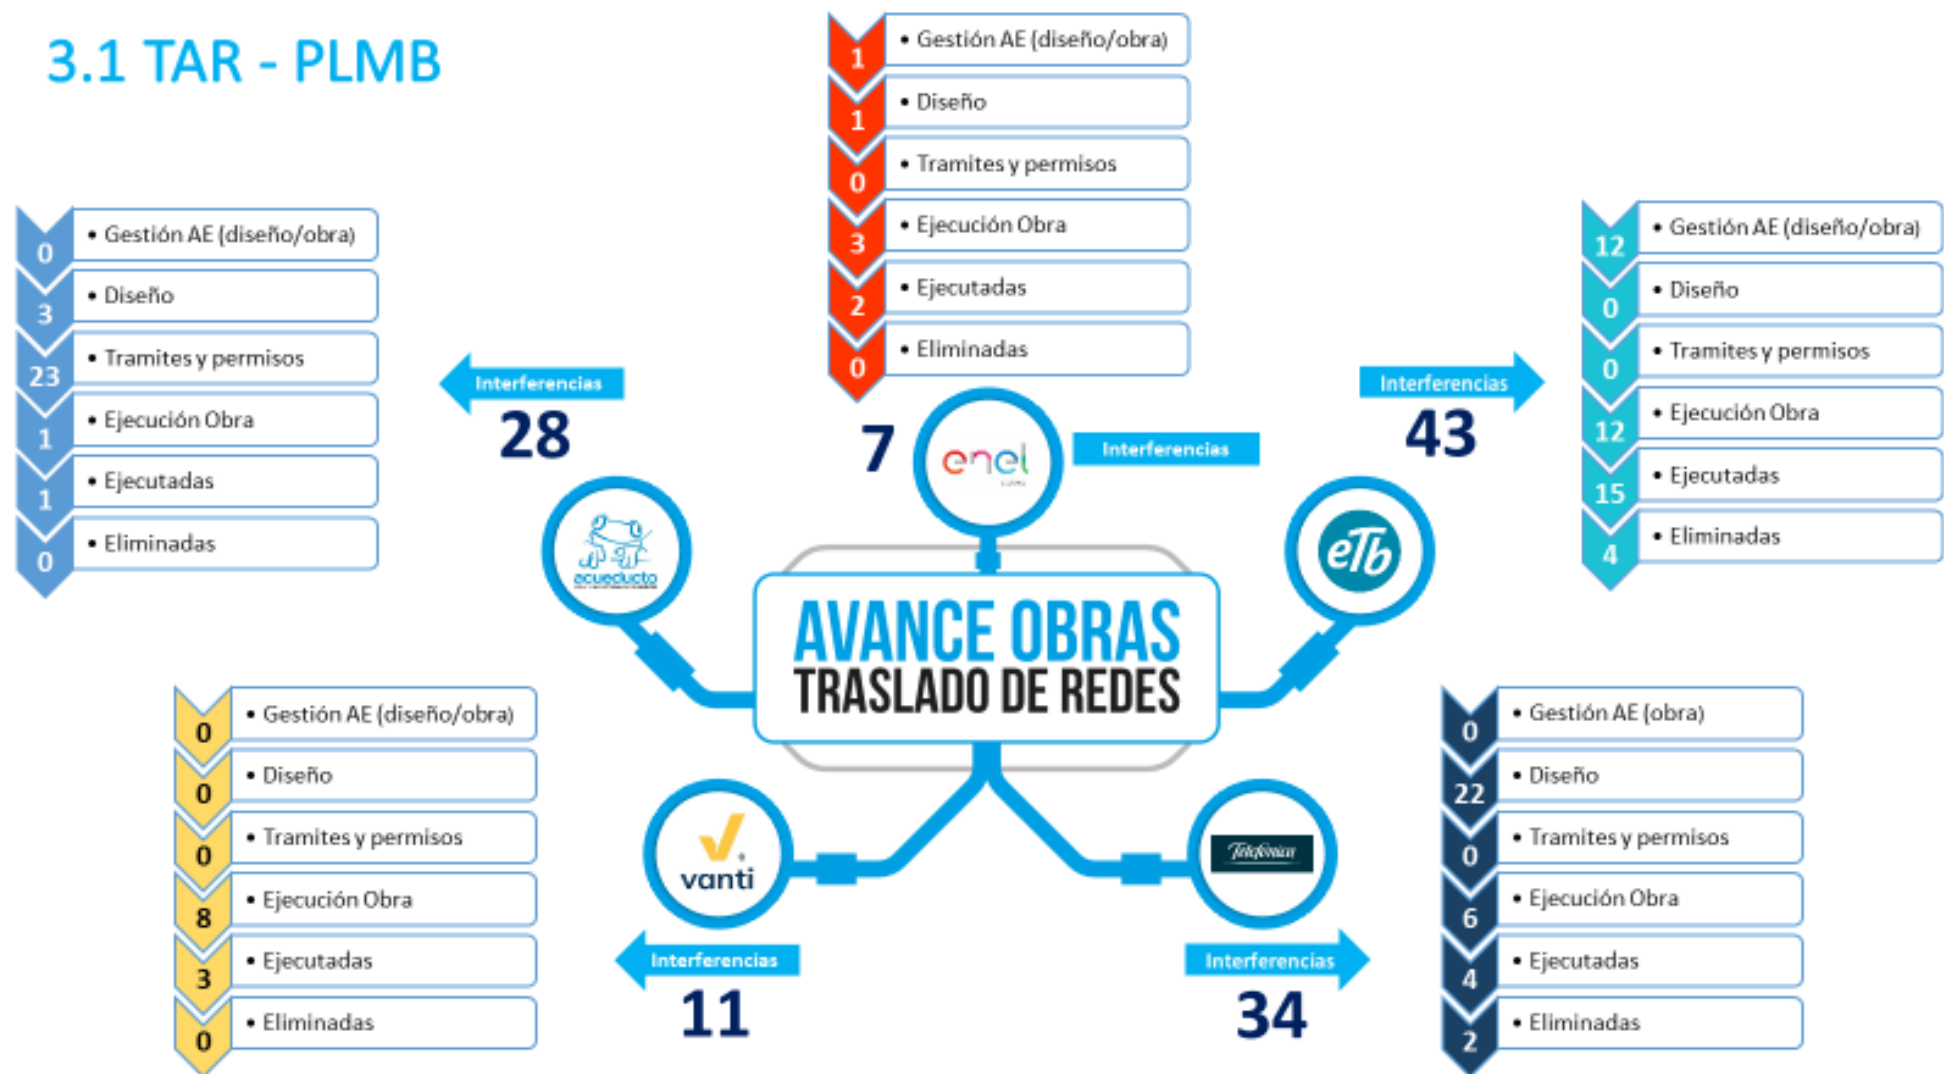 3.1 TAR - PLMB
1
• Gestión AE (diseño/obra)
1
• Diseño
0
• Tramites y permisos
3
• Ejecución Obra
2
• Ejecutadas
0
• Eliminadas
7
enel
Interferencias
0
• Gestión AE (diseño/obra)
3
• Diseño
23
• Tramites y permisos
1
• Ejecución Obra
1
• Ejecutadas
0
• Eliminadas
Interferencias
28
acueducto
12
• Gestión AE (diseño/obra)
0
• Diseño
0
• Tramites y permisos
12
• Ejecución Obra
15
• Ejecutadas
4
• Eliminadas
Interferencias
43
eTb
AVANCE OBRAS
TRASLADO DE REDES
0
• Gestión AE (diseño/obra)
0
• Diseño
0
• Tramites y permisos
8
• Ejecución Obra
3
• Ejecutadas
0
• Eliminadas
vanti
Interferencias
11
Telefónica
Interferencias
34
0
• Gestión AE (obra)
22
• Diseño
0
• Tramites y permisos
6
• Ejecución Obra
4
• Ejecutadas
2
• Eliminadas